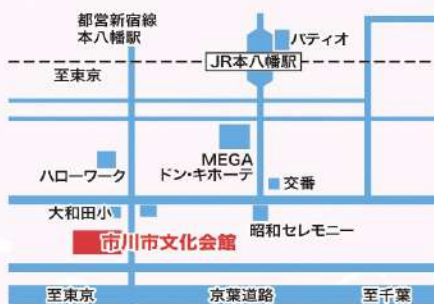 都営新宿線
本八幡駅
パティオ
JR本八幡駅
至東京
MEGA
ドン・キホーテ
ハローワーク
交番
大和田小
昭和セレモニー
市川市文化会館
至東京
京葉道路
至千葉